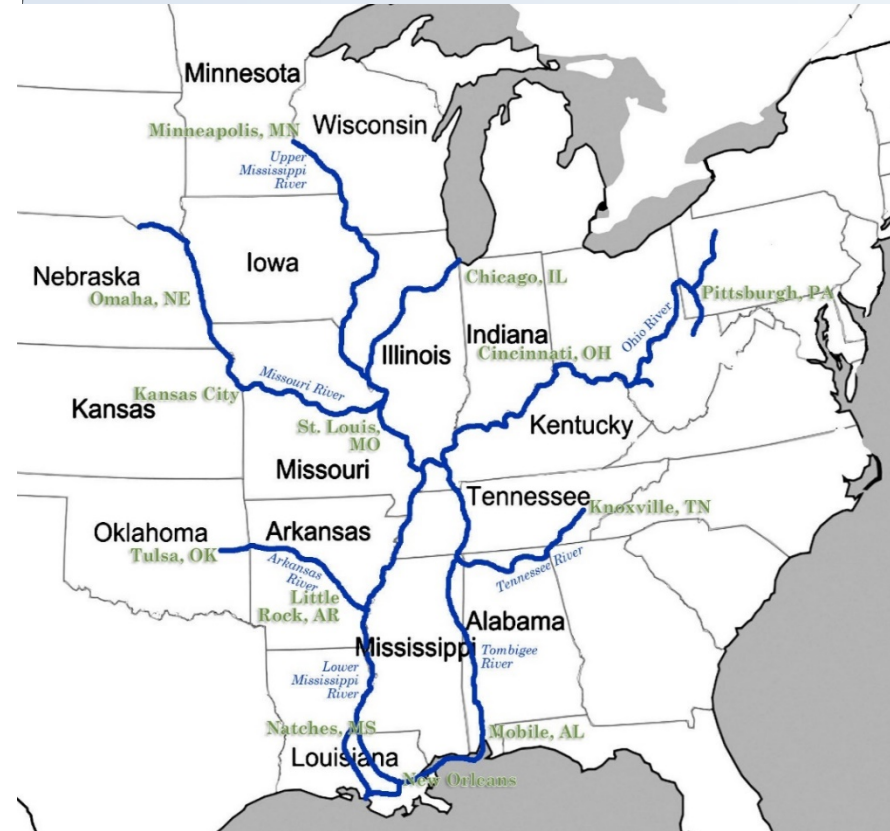 Minnesota
Minneapolis, MN
Wisconsin
Upper
Mississippi
River
Iowa
Nebraska
Omaha, NE
Chicago, IL
Pittsburgh, PA
Ohio River
Indiana
Illinois
Cincinnati, OH
Missouri River
Kansas City
Kansas
St. Louis,
MO
Kentucky
Missouri
Tennessee
Knoxville, TN
Oklahoma
Arkansas
Tulsa, OK
Arkansas
River
Tennessee River
Little
Rock, AR
Alabama
Mississippi
Tombigee
River
Lower
Mississippi
River
Natches, MS
Mobile, AL
Louisiana
New Orleans